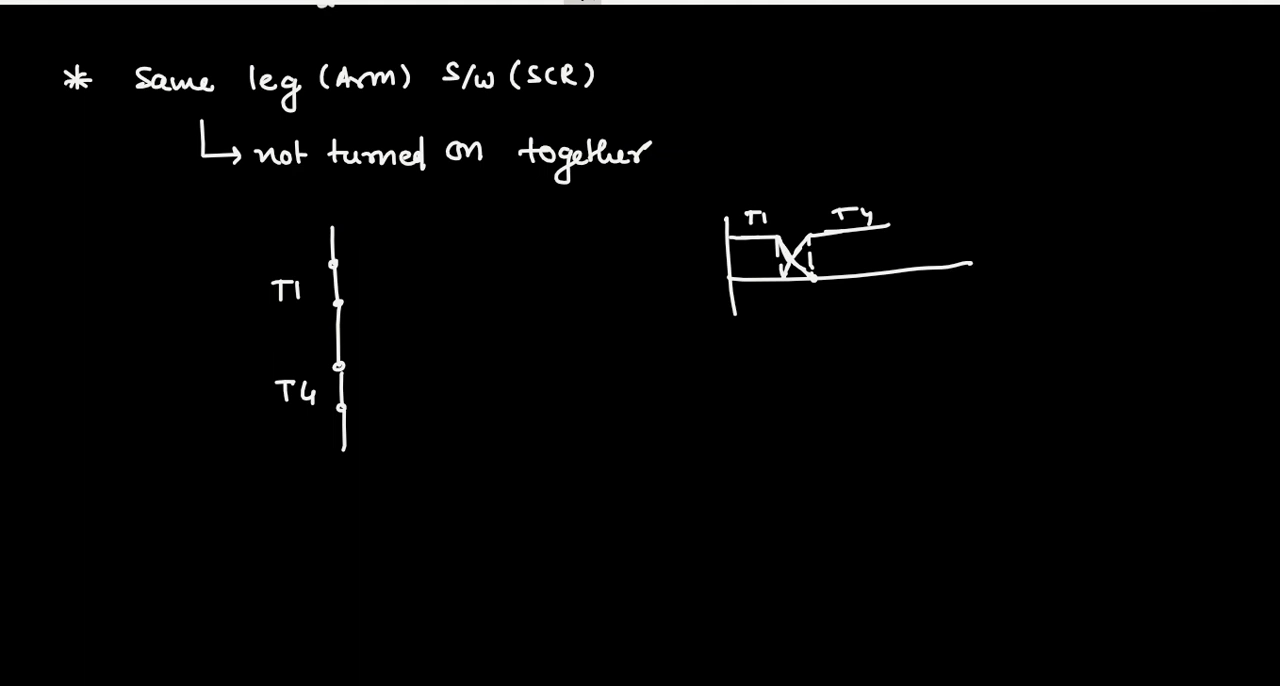 * Same leg (Arm) S/W (SCR)
↳ not turned on together
T1 T4
T1
T4